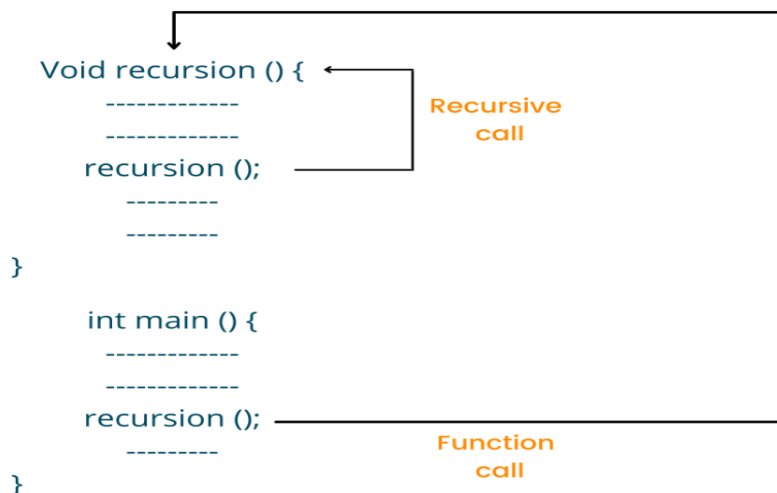 Void recursion () {
-------------
-------------
Recursive
call
recursion ();
---------
---------
}
int main () {
-------------
-------------
recursion ();
Function
call
---------
}